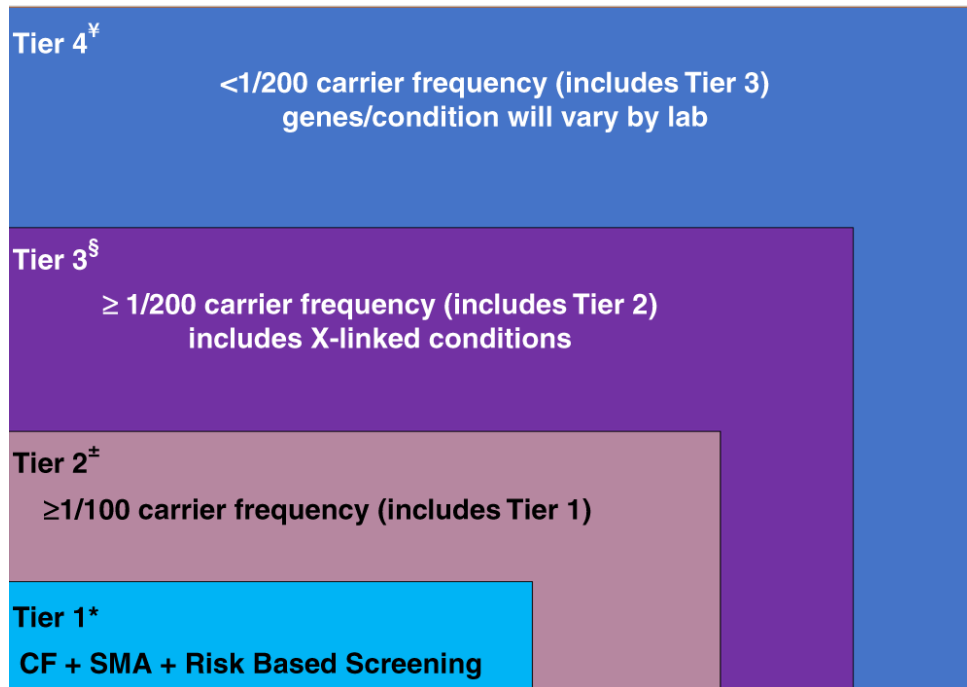 Tier 4¥
<1/200 carrier frequency (includes Tier 3)
genes/condition will vary by lab
Tier 3§
≥ 1/200 carrier frequency (includes Tier 2)
includes X-linked conditions
Tier 2±
≥1/100 carrier frequency (includes Tier 1)
Tier 1*
CF + SMA + Risk Based Screening